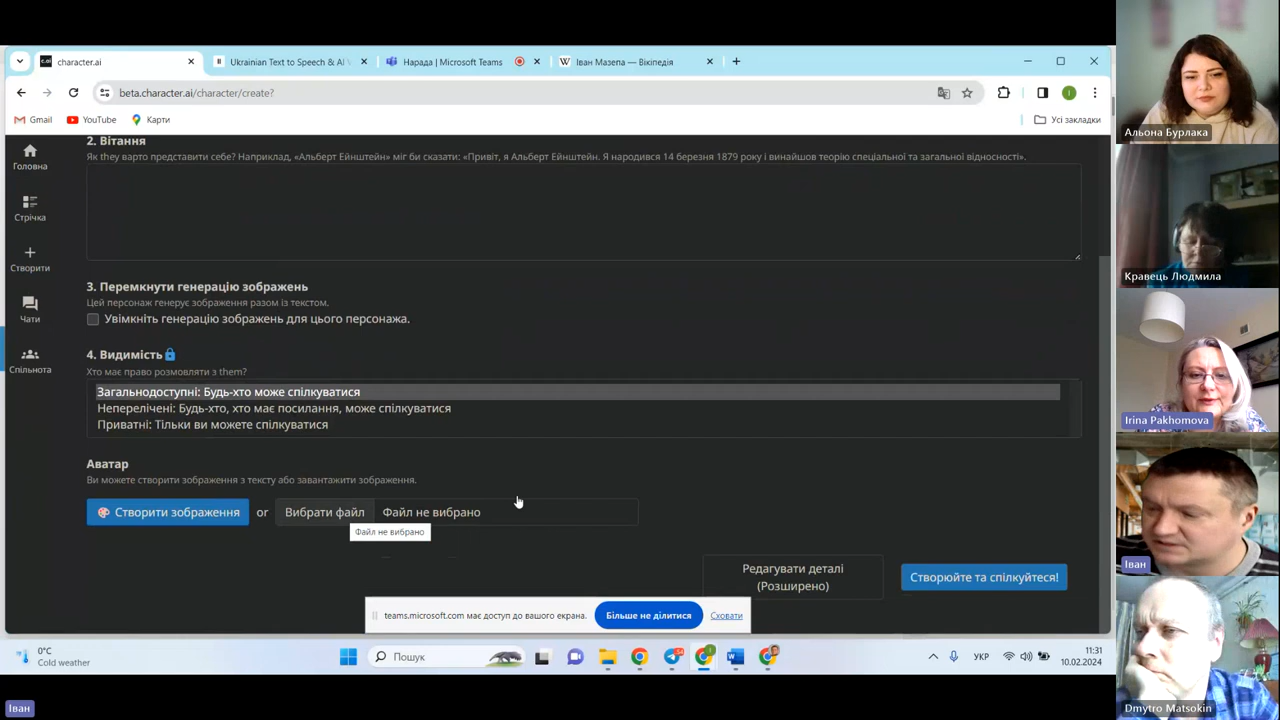 character.ai
Ukrainian Text to Speech & AI
Нарада | Microsoft Teams
Іван Мазепа — Вікіпедія
beta.character.ai/character/create?
Gmail
YouTube
Карти
Усі закладки
Головна
Стрічка
Створити
Чати
Спільнота
2. Вітання
Як they варто представити себе? Наприклад, «Альберт Ейнштейн» міг би сказати: «Привіт, я Альберт Ейнштейн. Я народився 14 березня 1879 року і винайшов теорію спеціальної та загальної відносності».
3. Перемкнути генерацію зображень
Цей персонаж генерує зображення разом із текстом.
Увімкніть генерацію зображень для цього персонажа.
4. Видимість
Хто має право розмовляти з them?
Загальнодоступні: Будь-хто може спілкуватися
Неперелічені: Будь-хто, хто має посилання, може спілкуватися
Приватні: Тільки ви можете спілкуватися
Аватар
Ви можете створити зображення з тексту або завантажити зображення.
Створити зображення
or
Вибрати файл
Файл не вибрано
Файл не вибрано
Редагувати деталі
(Розширено)
Створюйте та спілкуйтеся!
teams.microsoft.com має доступ до вашого екрана.
Більше не ділитися
Сховати
0°C
Cold weather
Пошук
УКР
11:31
10.02.2024
Альона Бурлака
Кравець Людмила
Irina Pakhomova
Іван
Dmytro Matsokin
Іван